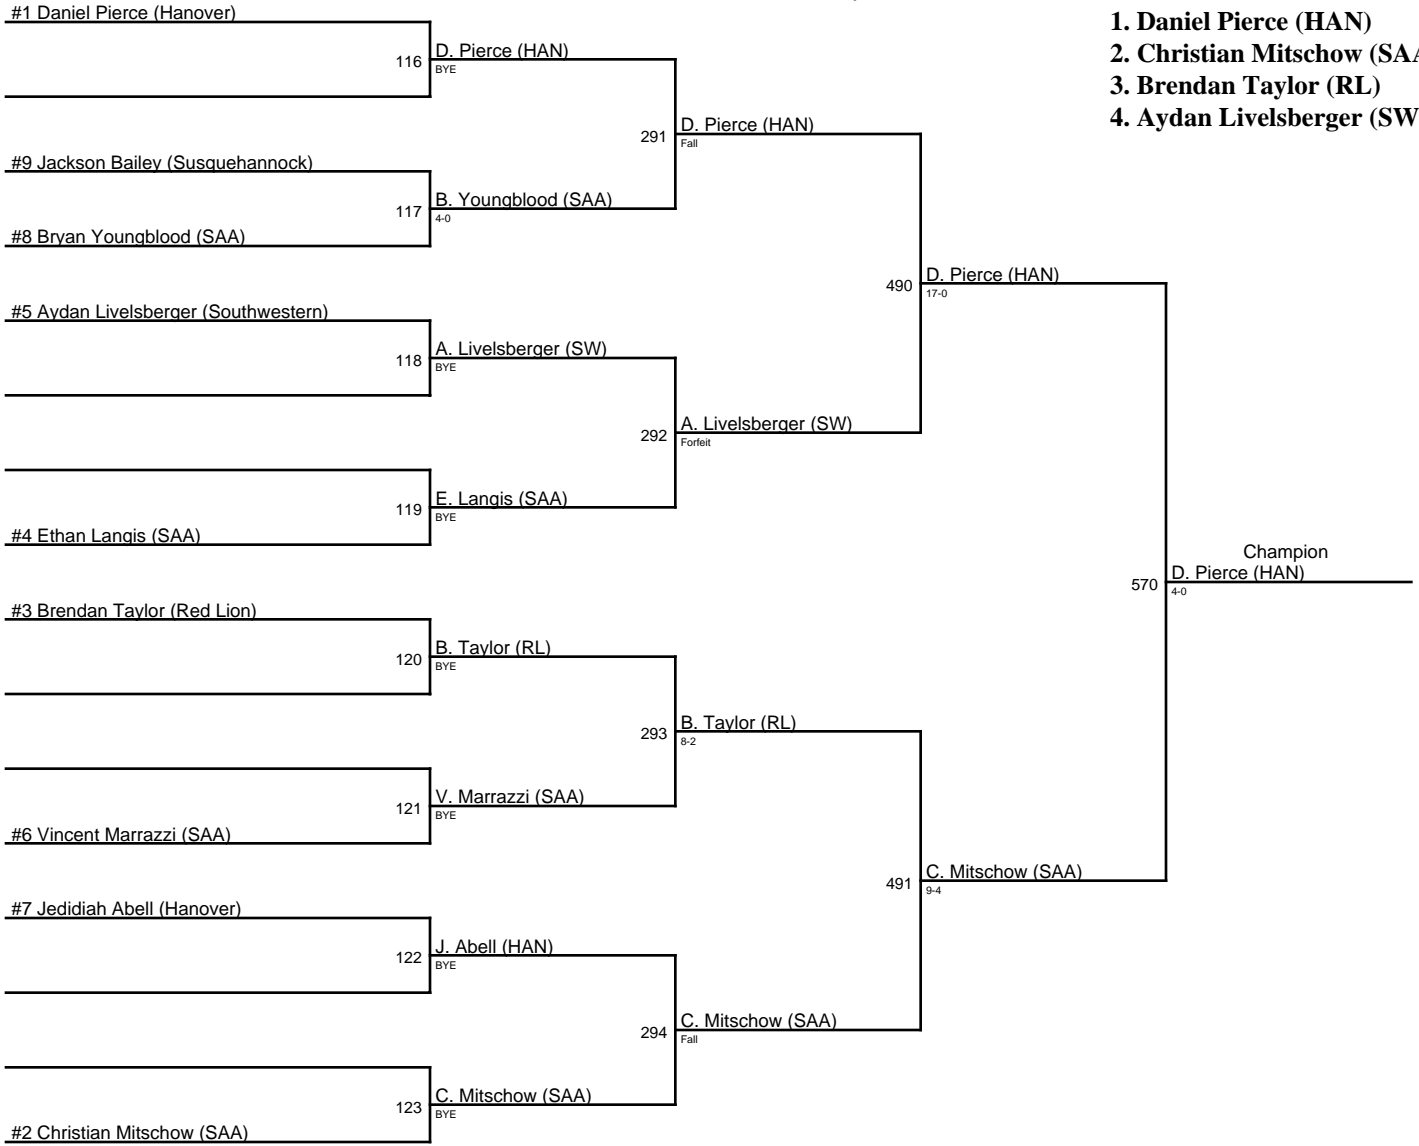 #1 Daniel Pierce (Hanover)
1. Daniel Pierce (HAN)
2. Christian Mitschow (SAA
3. Brendan Taylor (RL)
4. Aydan Livelsberger (SW
116
D. Pierce (HAN)
BYE
291
D. Pierce (HAN)
Fall
#9 Jackson Bailey (Susquehannock)
117
B. Youngblood (SAA)
4-0
#8 Bryan Youngblood (SAA)
490
D. Pierce (HAN)
17-0
#5 Aydan Livelsberger (Southwestern)
118
A. Livelsberger (SW)
BYE
292
A. Livelsberger (SW)
Forfeit
119
E. Langis (SAA)
BYE
#4 Ethan Langis (SAA)
Champion
570
D. Pierce (HAN)
4-0
#3 Brendan Taylor (Red Lion)
120
B. Taylor (RL)
BYE
293
B. Taylor (RL)
8-2
121
V. Marrazzi (SAA)
BYE
#6 Vincent Marrazzi (SAA)
491
C. Mitschow (SAA)
9-4
#7 Jedidiah Abell (Hanover)
122
J. Abell (HAN)
BYE
294
C. Mitschow (SAA)
Fall
123
C. Mitschow (SAA)
BYE
#2 Christian Mitschow (SAA)